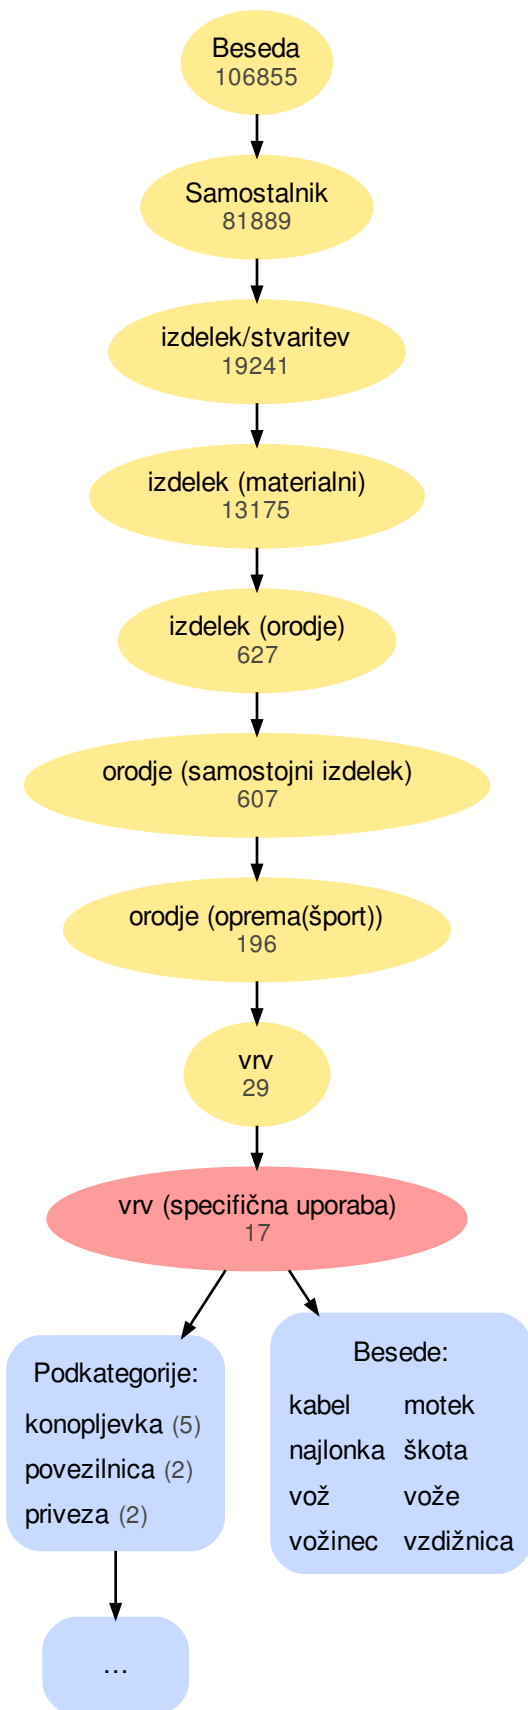 Beseda
106855
Samostalnik
81889
izdelek/stvaritev
19241
izdelek (materialni)
13175
izdelek (orodje)
627
orodje (samostojni izdelek)
607
orodje (oprema(šport))
196
vrv
29
vrv (specifična uporaba)
17
Podkategorije:
konopljevka (5)
povezilnica (2)
priveza (2)
Besede:
kabel motek
najlonka škota
vož vože
vožinec vzdižnica
...